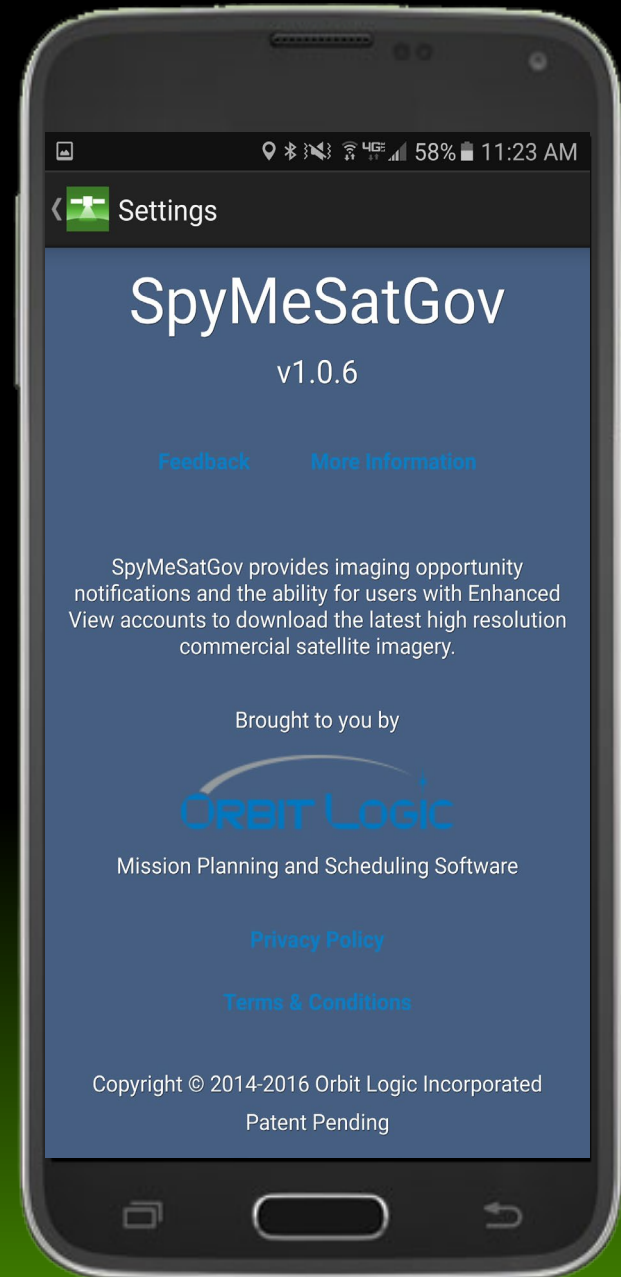 4G 58% 11:23 AM
Settings
SpyMeSatGov
v1.0.6
Feedback More Information
SpyMeSatGov provides imaging opportunity
notifications and the ability for users with Enhanced
View accounts to download the latest high resolution
commercial satellite imagery.
Brought to you by
ORBIT LOGIC
Mission Planning and Scheduling Software
Privacy Policy
Terms & Conditions
Copyright © 2014-2016 Orbit Logic Incorporated
Patent Pending